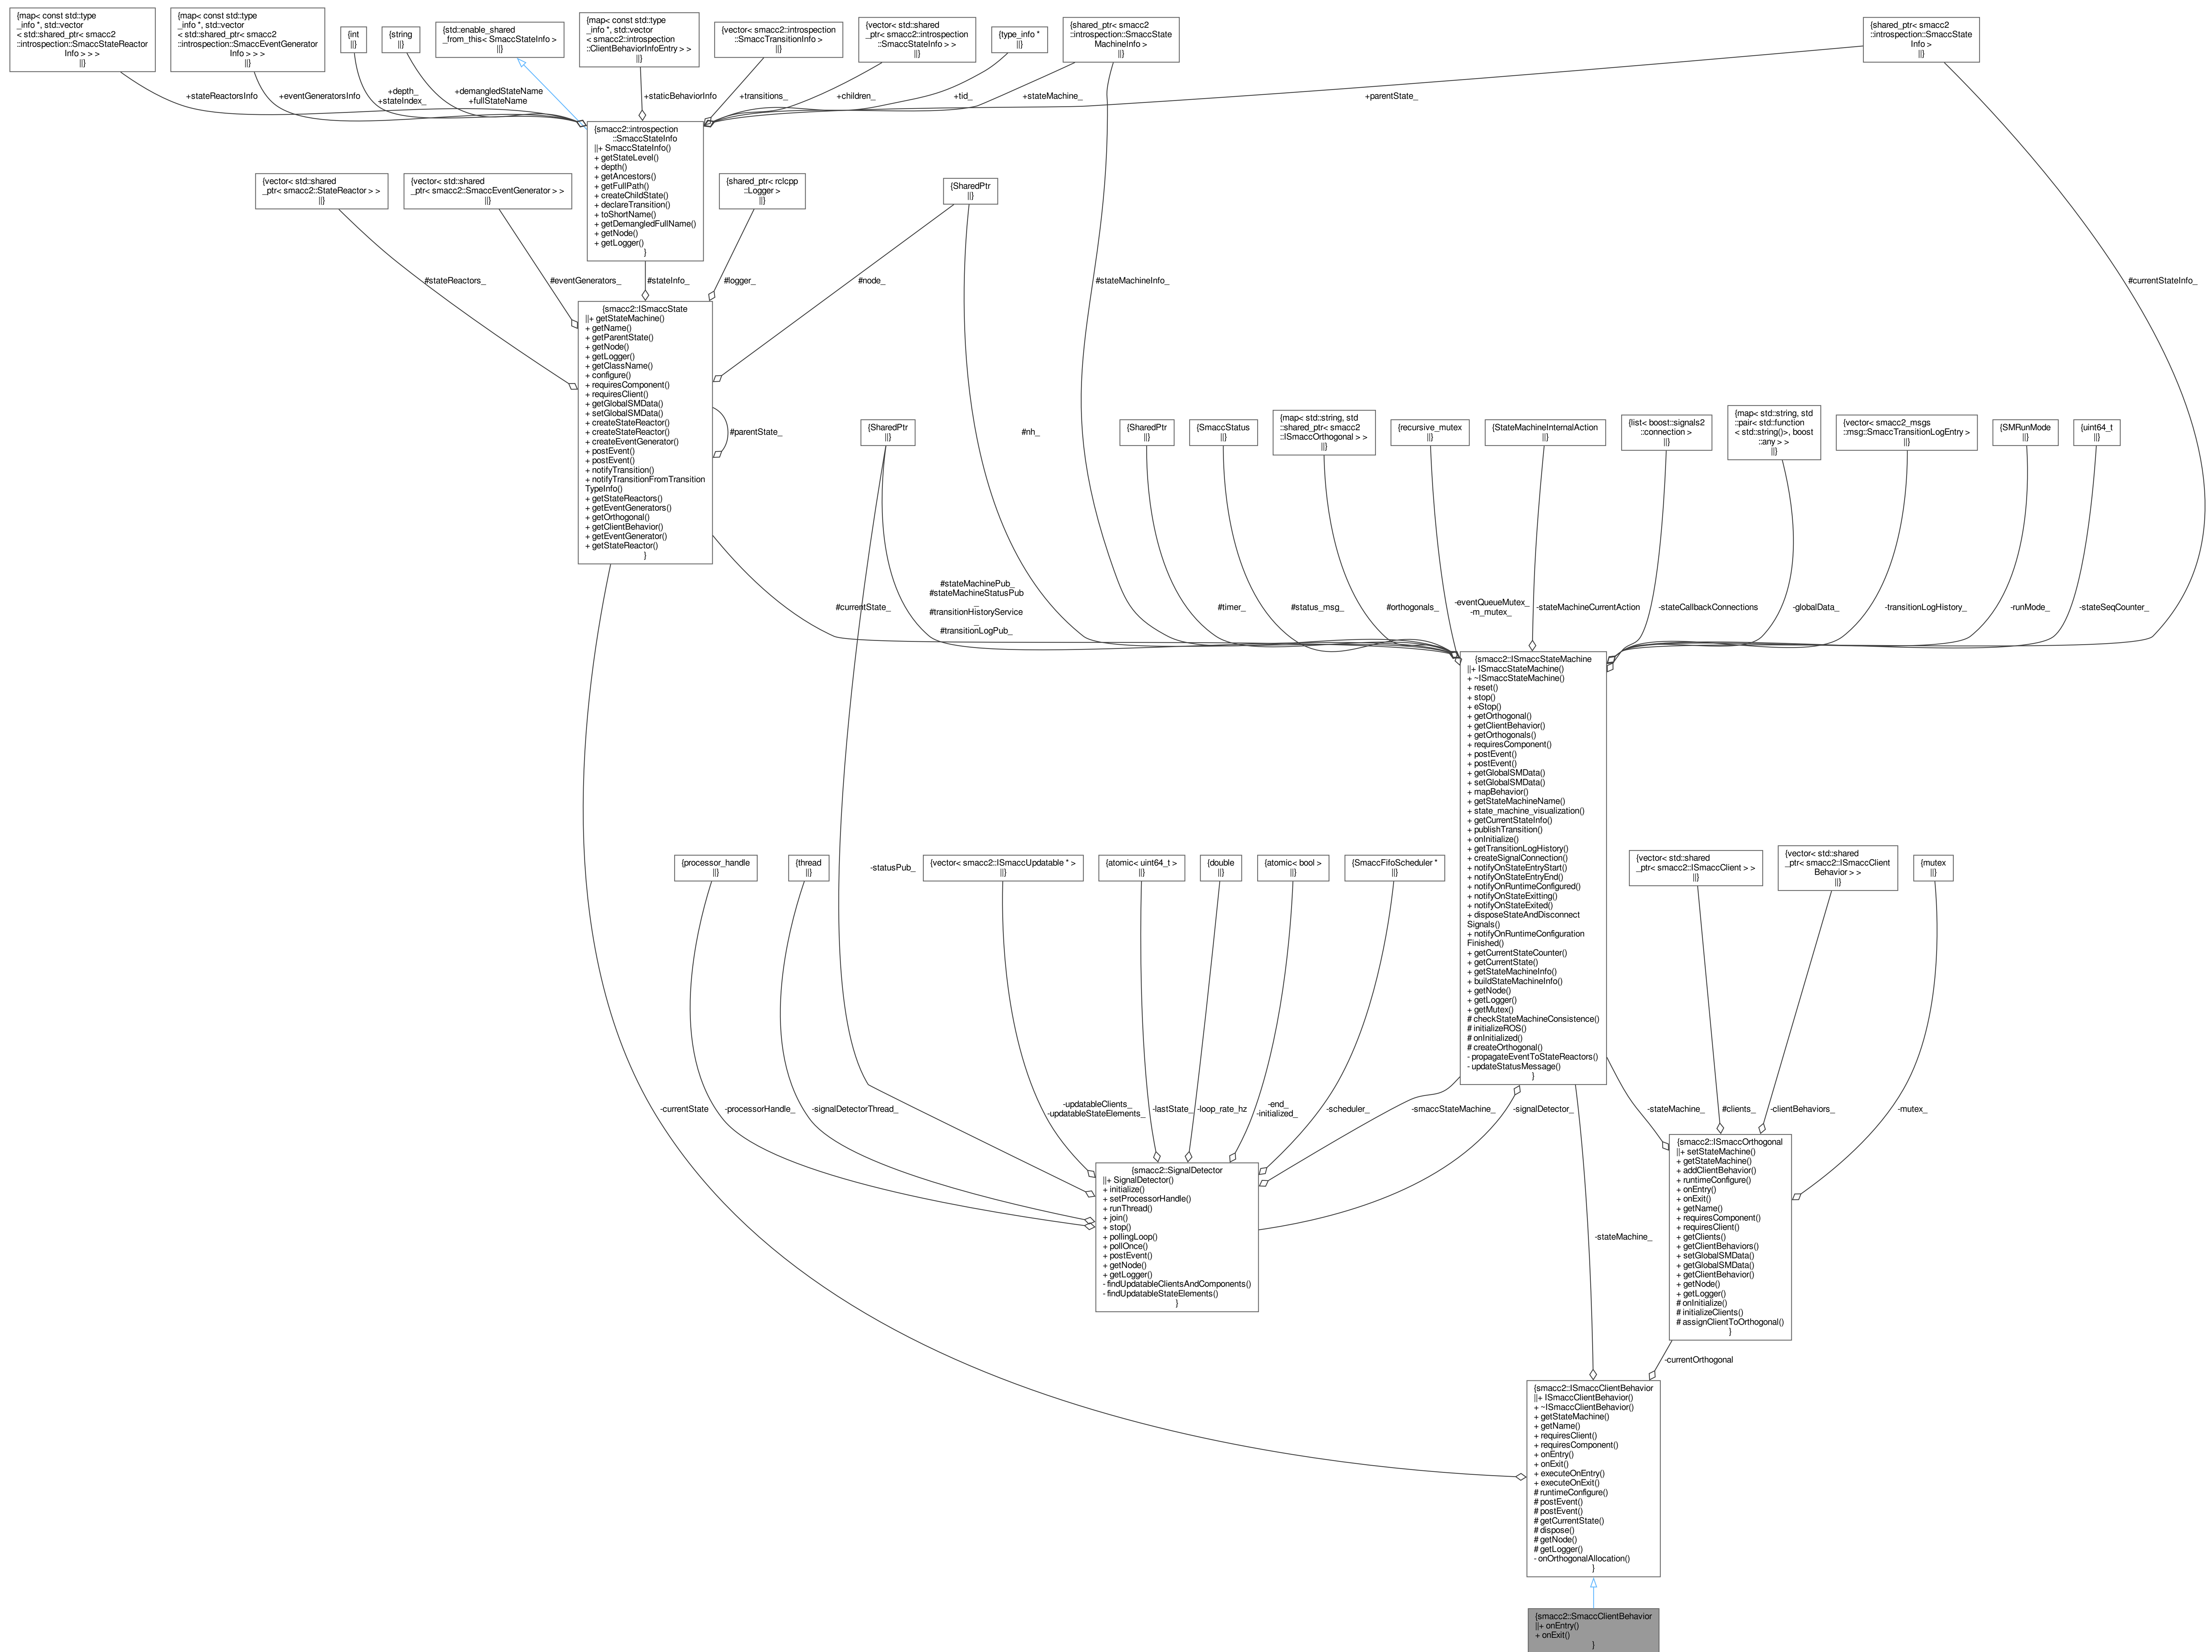 {map< const std::type
_info *, std::vector
< std::shared_ptr< smacc2
::introspection::SmaccStateReactor
Info > > >
||}
{map< const std::type
_info *, std::vector
< std::shared_ptr< smacc2
::introspection::SmaccEventGenerator
Info > > >
||}
{int
||}
{string
||}
{std::enable_shared
_from_this< SmaccStateInfo >
||}
{map< const std::type
_info *, std::vector
< smacc2::introspection
::ClientBehaviorInfoEntry > >
||}
{vector< smacc2::introspection
::SmaccTransitionInfo >
||}
{vector< std::shared
_ptr< smacc2::introspection
::SmaccStateInfo > >
||}
{type_info *
||}
{shared_ptr< smacc2
::introspection::SmaccState
MachineInfo >
||}
{shared_ptr< smacc2
::introspection::SmaccState
Info >
||}
+stateReactorsInfo
+eventGeneratorsInfo
+depth_
+stateIndex_
+demangledStateName
+fullStateName
+staticBehaviorInfo
+transitions_
+children_
+tid_
+stateMachine_
+parentState_
{smacc2::introspection
::SmaccStateInfo
||+ SmaccStateInfo()
+ getStateLevel()
+ depth()
+ getAncestors()
+ getFullPath()
+ createChildState()
+ declareTransition()
+ toShortName()
+ getDemangledFullName()
+ getNode()
+ getLogger()
}
{vector< std::shared
_ptr< smacc2::StateReactor > >
||}
{vector< std::shared
_ptr< smacc2::SmaccEventGenerator > >
||}
{shared_ptr< rclcpp
::Logger >
||}
{SharedPtr
||}
#stateReactors_
#eventGenerators_
#stateInfo_
#logger_
#node_
#stateMachineInfo_
#currentStateInfo_
{smacc2::ISmaccState
||+ getStateMachine()
+ getName()
+ getParentState()
+ getNode()
+ getLogger()
+ getClassName()
+ configure()
+ requiresComponent()
+ requiresClient()
+ getGlobalSMData()
+ setGlobalSMData()
+ createStateReactor()
+ createStateReactor()
+ createEventGenerator()
+ postEvent()
+ postEvent()
+ notifyTransition()
+ notifyTransitionFromTransition
TypeInfo()
+ getStateReactors()
+ getEventGenerators()
+ getOrthogonal()
+ getClientBehavior()
+ getEventGenerator()
+ getStateReactor()
}
#parentState_
{SharedPtr
||}
#nh_
{SharedPtr
||}
{SmaccStatus
||}
{map< std::string, std
::shared_ptr< smacc2
::ISmaccOrthogonal > >
||}
{recursive_mutex
||}
{StateMachineInternalAction
||}
{list< boost::signals2
::connection >
||}
{map< std::string, std
::pair< std::function
< std::string()>, boost
::any > >
||}
{vector< smacc2_msgs
::msg::SmaccTransitionLogEntry >
||}
{SMRunMode
||}
{uint64_t
||}
#currentState_
#stateMachinePub_
#stateMachineStatusPub
_
#transitionHistoryService
_
#transitionLogPub_
#timer_
#status_msg_
#orthogonals_
-eventQueueMutex_
-m_mutex_
-stateMachineCurrentAction
-stateCallbackConnections
-globalData_
-transitionLogHistory_
-runMode_
-stateSeqCounter_
{smacc2::ISmaccStateMachine
||+ ISmaccStateMachine()
+ ~ISmaccStateMachine()
+ reset()
+ stop()
+ eStop()
+ getOrthogonal()
+ getClientBehavior()
+ getOrthogonals()
+ requiresComponent()
+ postEvent()
+ postEvent()
+ getGlobalSMData()
+ setGlobalSMData()
+ mapBehavior()
+ getStateMachineName()
+ state_machine_visualization()
+ getCurrentStateInfo()
+ publishTransition()
+ onInitialize()
+ getTransitionLogHistory()
+ createSignalConnection()
+ notifyOnStateEntryStart()
+ notifyOnStateEntryEnd()
+ notifyOnRuntimeConfigured()
+ notifyOnStateExitting()
+ notifyOnStateExited()
+ disposeStateAndDisconnect
Signals()
+ notifyOnRuntimeConfiguration
Finished()
+ getCurrentStateCounter()
+ getCurrentState()
+ getStateMachineInfo()
+ buildStateMachineInfo()
+ getNode()
+ getLogger()
+ getMutex()
# checkStateMachineConsistence()
# initializeROS()
# onInitialized()
# createOrthogonal()
- propagateEventToStateReactors()
- updateStatusMessage()
}
{processor_handle
||}
{thread
||}
-statusPub_
{vector< smacc2::ISmaccUpdatable * >
||}
{atomic< uint64_t >
||}
{double
||}
{atomic< bool >
||}
{SmaccFifoScheduler *
||}
{vector< std::shared
_ptr< smacc2::ISmaccClient > >
||}
{vector< std::shared
_ptr< smacc2::ISmaccClient
Behavior > >
||}
{mutex
||}
-currentState
-processorHandle_
-signalDetectorThread_
-updatableClients_
-updatableStateElements_
-lastState_
-loop_rate_hz
-end_
-initialized_
-scheduler_
-smaccStateMachine_
-signalDetector_
-stateMachine_
#clients_
-clientBehaviors_
-mutex_
{smacc2::SignalDetector
||+ SignalDetector()
+ initialize()
+ setProcessorHandle()
+ runThread()
+ join()
+ stop()
+ pollingLoop()
+ pollOnce()
+ postEvent()
+ getNode()
+ getLogger()
- findUpdatableClientsAndComponents()
- findUpdatableStateElements()
}
{smacc2::ISmaccOrthogonal
||+ setStateMachine()
+ getStateMachine()
+ addClientBehavior()
+ runtimeConfigure()
+ onEntry()
+ onExit()
+ getName()
+ requiresComponent()
+ requiresClient()
+ getClients()
+ getClientBehaviors()
+ setGlobalSMData()
+ getGlobalSMData()
+ getClientBehavior()
+ getNode()
+ getLogger()
# onInitialize()
# initializeClients()
# assignClientToOrthogonal()
}
-stateMachine_
-currentOrthogonal
{smacc2::ISmaccClientBehavior
||+ ISmaccClientBehavior()
+ ~ISmaccClientBehavior()
+ getStateMachine()
+ getName()
+ requiresClient()
+ requiresComponent()
+ onEntry()
+ onExit()
+ executeOnEntry()
+ executeOnExit()
# runtimeConfigure()
# postEvent()
# postEvent()
# getCurrentState()
# dispose()
# getNode()
# getLogger()
- onOrthogonalAllocation()
}
{smacc2::SmaccClientBehavior
||+ onEntry()
+ onExit()
}